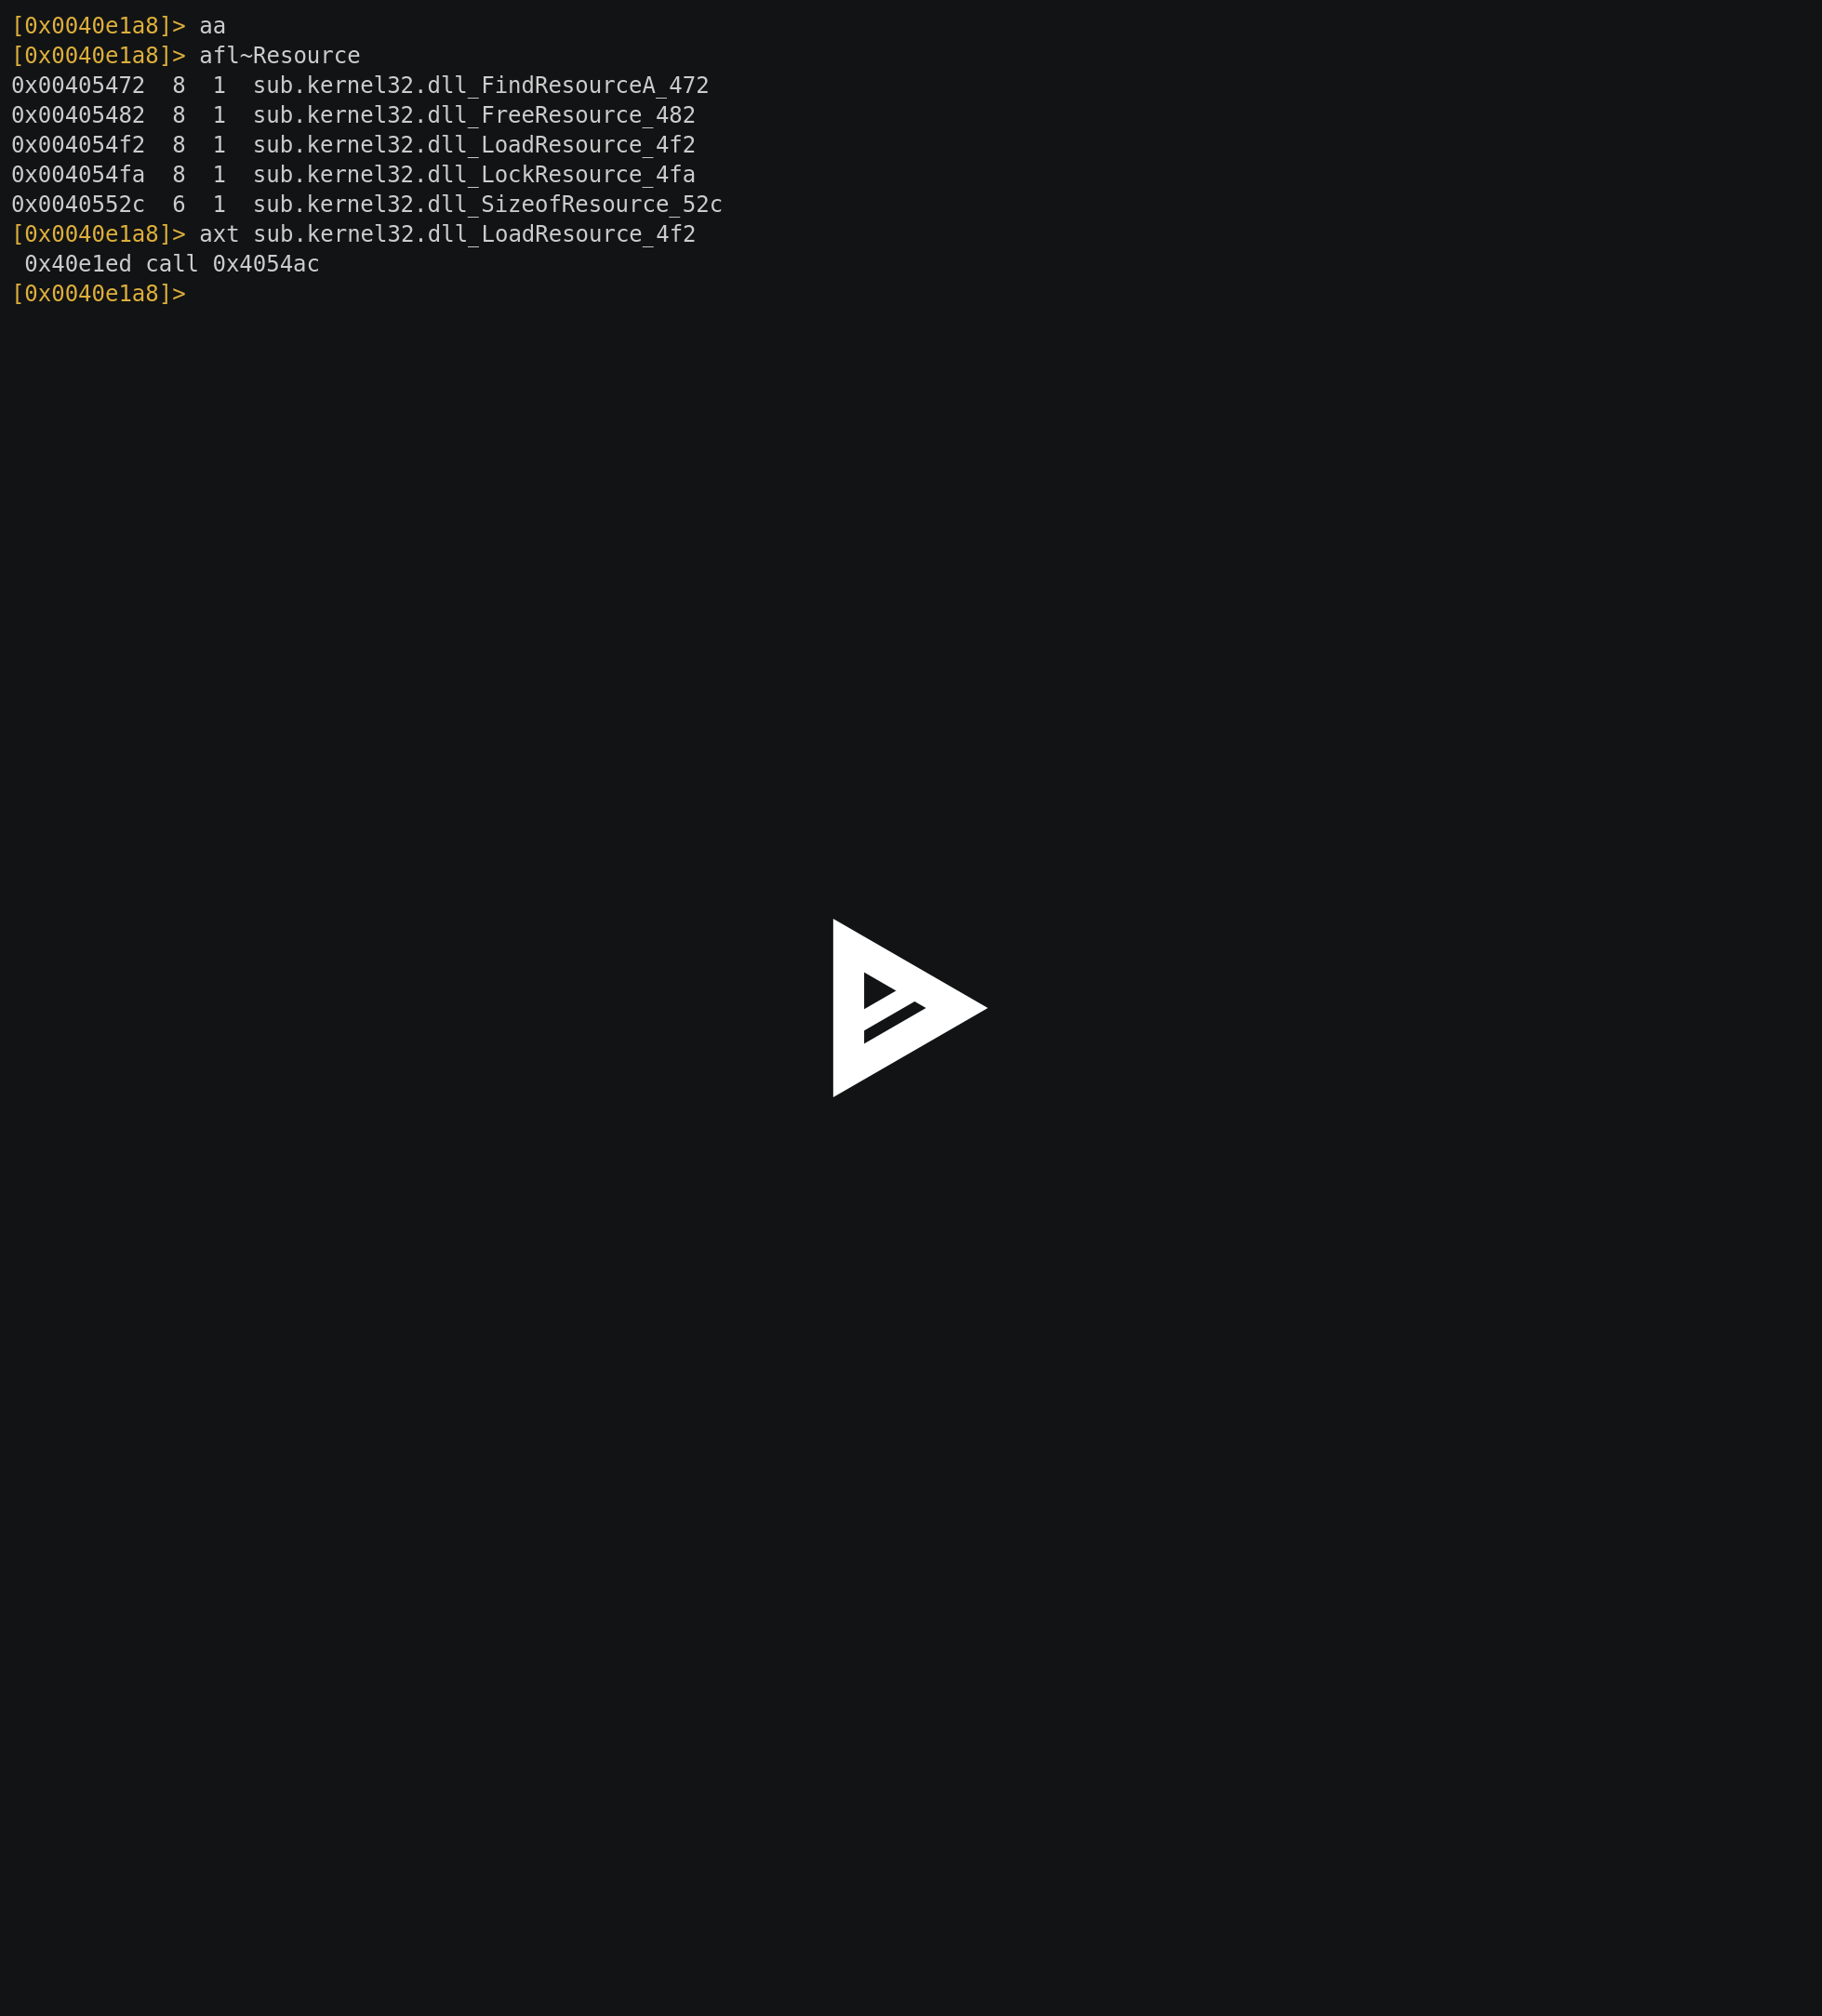 [0x0040e1a8]> aa
[0x0040e1a8]> afl~Resource
0x00405472  8  1  sub.kernel32.dll_FindResourceA_472
0x00405482  8  1  sub.kernel32.dll_FreeResource_482
0x004054f2  8  1  sub.kernel32.dll_LoadResource_4f2
0x004054fa  8  1  sub.kernel32.dll_LockResource_4fa
0x0040552c  6  1  sub.kernel32.dll_SizeofResource_52c
[0x0040e1a8]> axt sub.kernel32.dll_LoadResource_4f2
 0x40e1ed call 0x4054ac
[0x0040e1a8]>